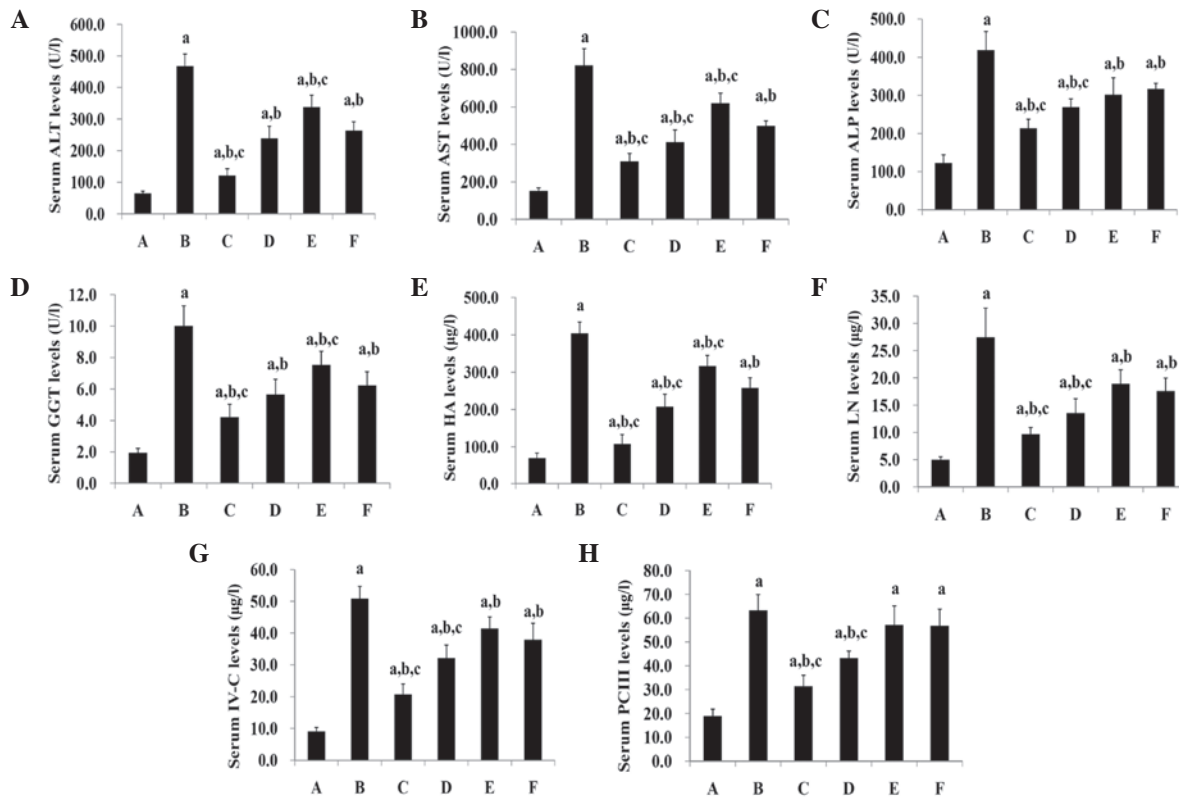 A
Serum ALT levels (U/l)
600.0
500.0
400.0
300.0
200.0
100.0
0.0
a
a,b,c
a,b
a,b,c
a,b
A B C D E F
B
Serum AST levels (U/l)
1000.0
800.0
600.0
400.0
200.0
0.0
a
a,b,c
a,b,c
a,b,c
a,b
A B C D E F
C
Serum ALP levels (U/l)
500.0
400.0
300.0
200.0
100.0
0.0
a
a,b,c
a,b,c
a,b
a,b
A B C D E F
D
Serum GGT levels (U/l)
12.0
10.0
8.0
6.0
4.0
2.0
0.0
a
a,b,c
a,b
a,b,c
a,b
A B C D E F
E
Serum HA levels (µg/l)
500.0
400.0
300.0
200.0
100.0
0.0
a
a,b,c
a,b,c
a,b,c
a,b
A B C D E F
F
Serum LN levels (µg/l)
35.0
30.0
25.0
20.0
15.0
10.0
5.0
0.0
a
a,b,c
a,b,c
a,b
a,b
A B C D E F
G
Serum IV-C levels (µg/l)
60.0
50.0
40.0
30.0
20.0
10.0
0.0
a
a,b,c
a,b,c
a,b
a,b
A B C D E F
H
Serum PCIII levels (µg/l)
80.0
70.0
60.0
50.0
40.0
30.0
20.0
10.0
0.0
a
a,b,c
a,b,c
a
a
A B C D E F